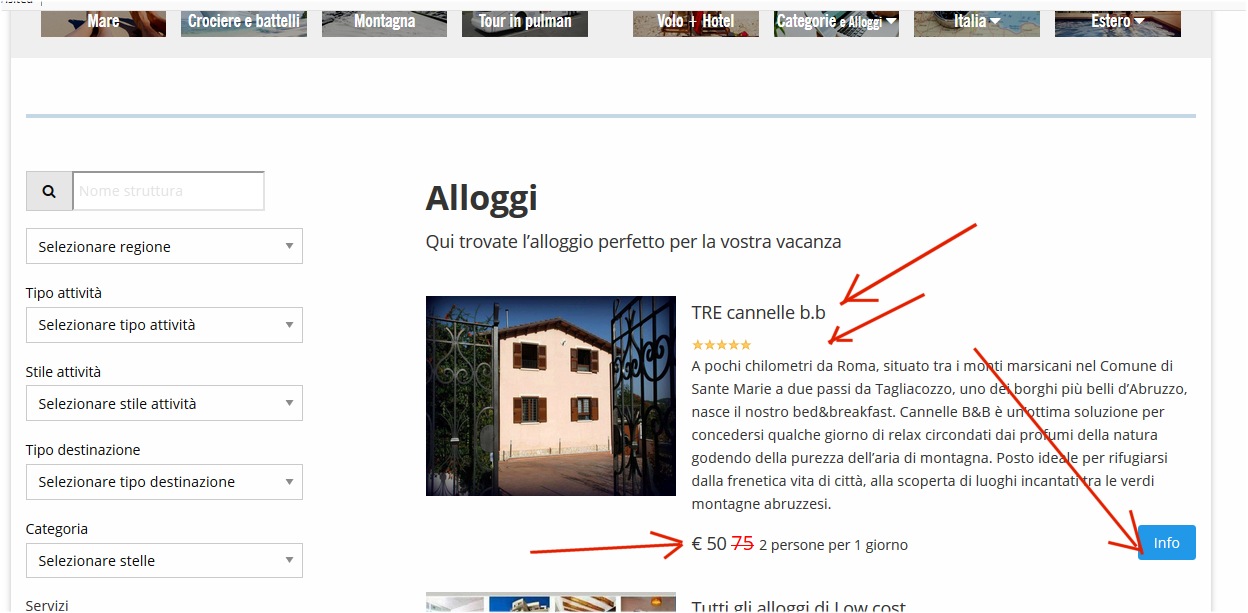 Mare
Crociere e battelli
Montagna
Tour in pulman
Volo + Hotel
Categorie e Alloggi
Italia
Estero
Nome struttura
Selezionare regione
Tipo attività
Selezionare tipo attività
Stile attività
Selezionare stile attività
Tipo destinazione
Selezionare tipo destinazione
Categoria
Selezionare stelle
Servizi
Alloggi
Qui trovate l’alloggio perfetto per la vostra vacanza
TRE cannelle b.b
A pochi chilometri da Roma, situato tra i monti marsicani nel Comune di
Sante Marie a due passi da Tagliacozzo, uno dei borghi più belli d’Abruzzo,
nasce il nostro bed&breakfast. Cannelle B&B è un’ottima soluzione per
concedersi qualche giorno di relax circondati dai profumi della natura
godendo della purezza dell’aria di montagna. Posto ideale per rifugiarsi
dalla frenetica vita di città, alla scoperta di luoghi incantati tra le verdi
montagne abruzzesi.
€ 50 75 2 persone per 1 giorno
Info
Tutti gli alloggi di Low cost